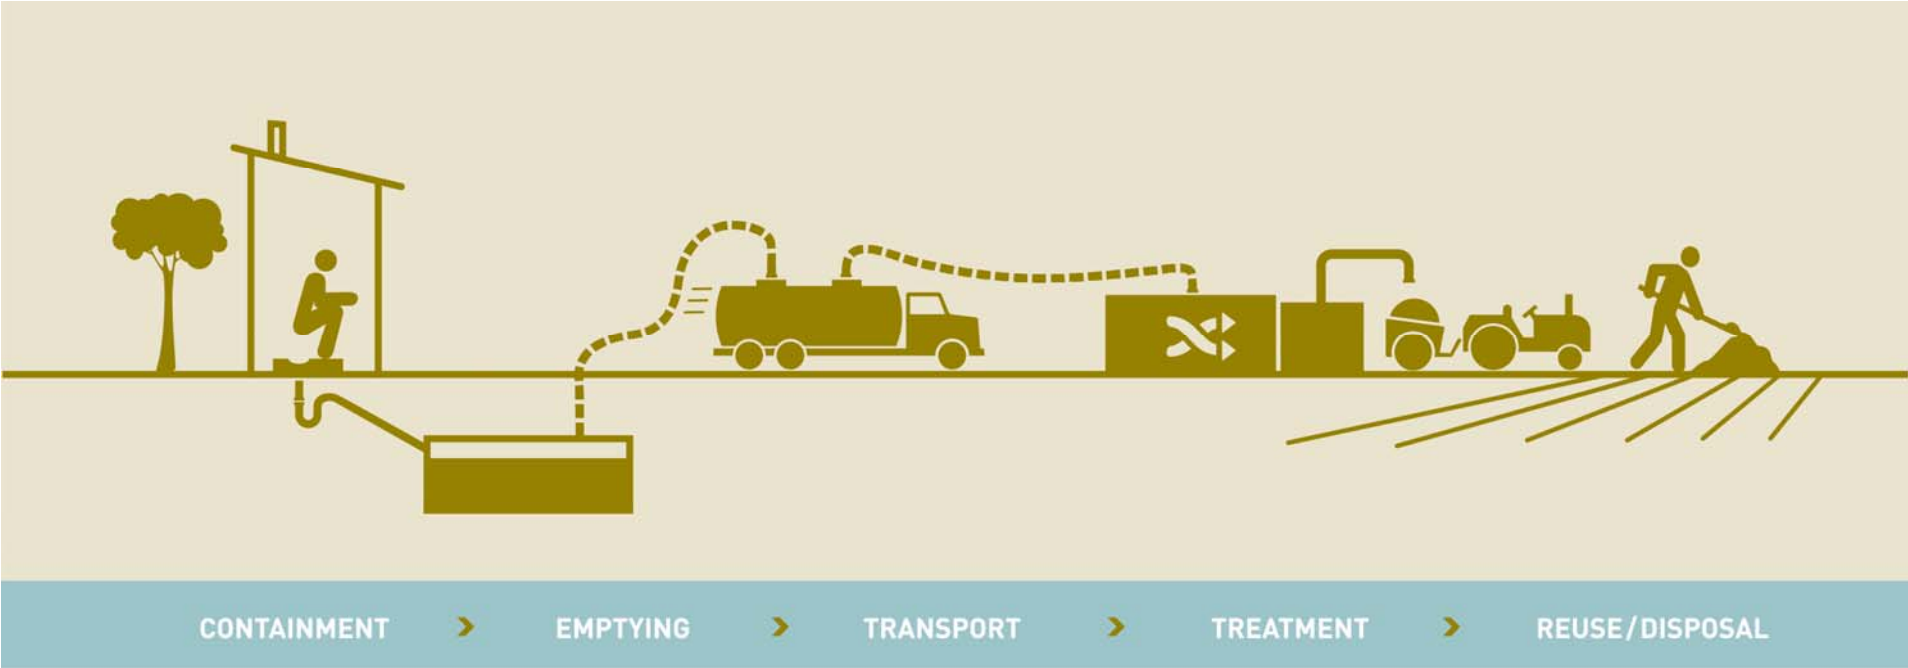 CONTAINMENT > EMPTYING > TRANSPORT > TREATMENT > REUSE/DISPOSAL